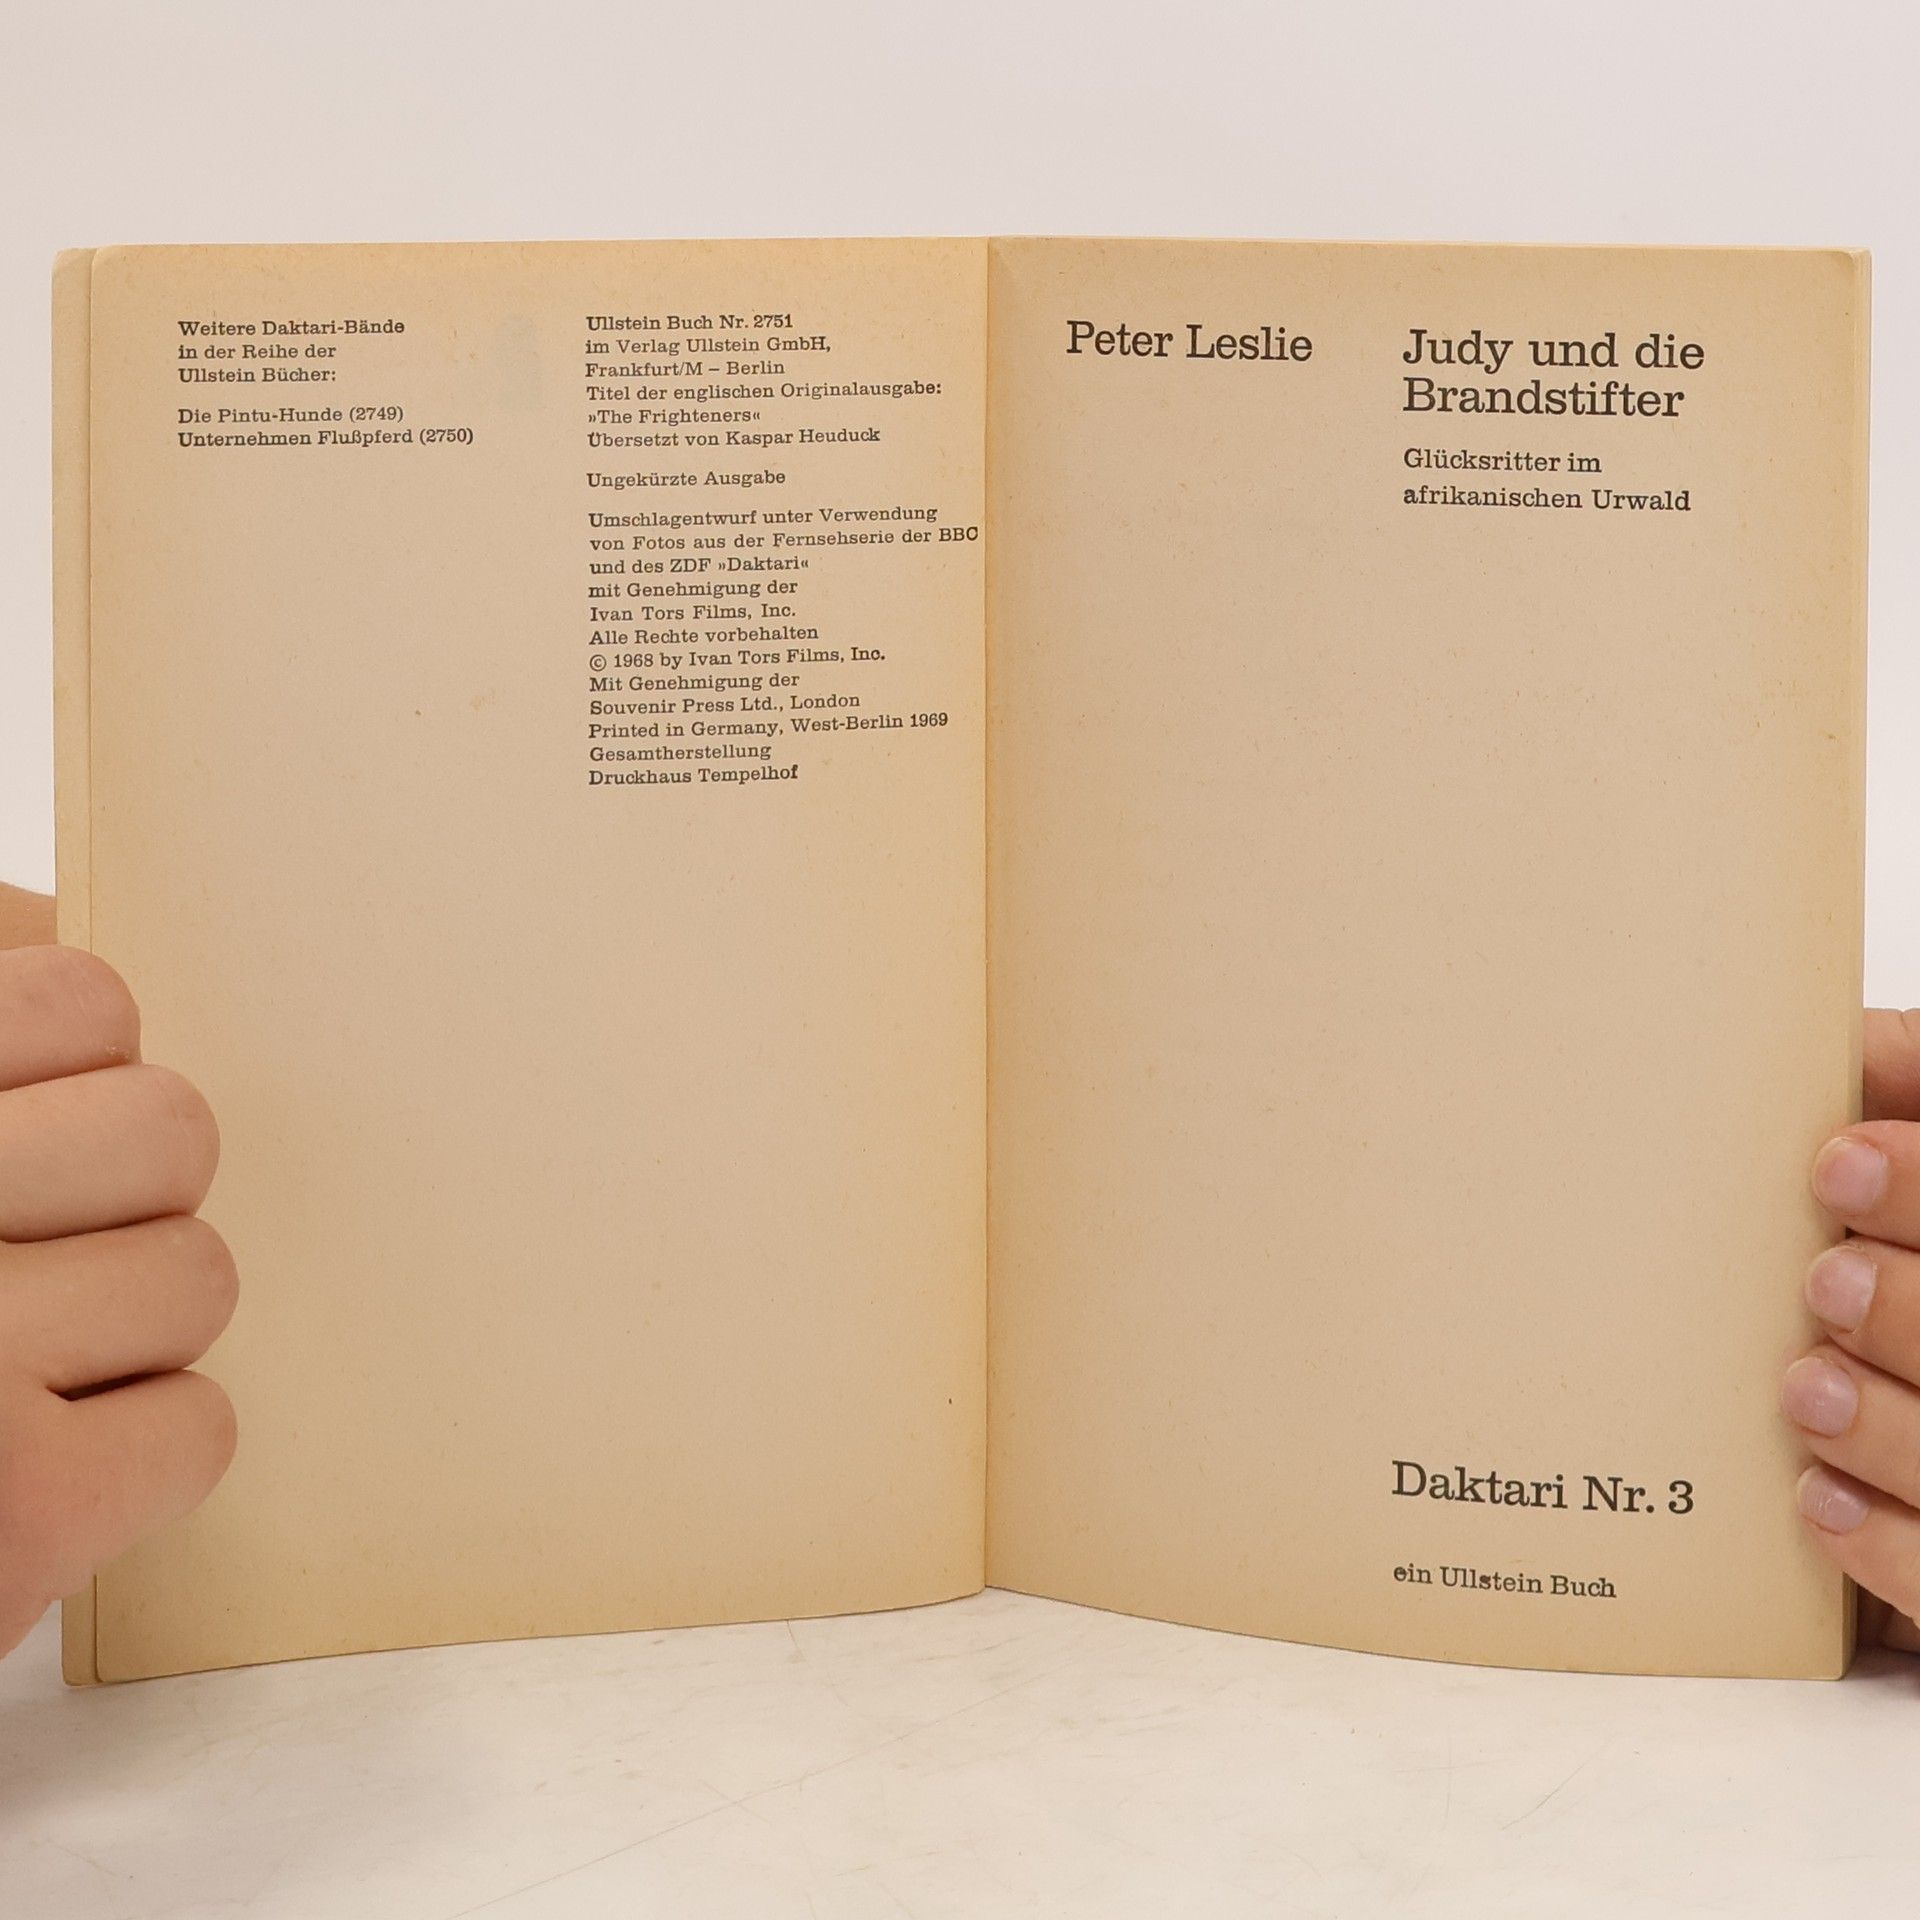 Weitere Daktari-Bände
in der Reihe der
Ullstein Bücher:
Die Pintu-Hunde (2749)
Unternehmen Flußpferd (2750)
Ullstein Buch Nr. 2751
im Verlag Ullstein GmbH,
Frankfurt/M – Berlin
Titel der englischen Originalausgabe:
»The Frighteners«
Übersetzt von Kaspar Heuduck
Ungekürzte Ausgabe
Umschlagentwurf unter Verwendung
von Fotos aus der Fernsehserie der BBC
und des ZDF »Daktari«
mit Genehmigung der
Ivan Tors Films, Inc.
Alle Rechte vorbehalten
© 1968 by Ivan Tors Films, Inc.
Mit Genehmigung der
Souvenir Press Ltd., London
Printed in Germany, West-Berlin 1969
Gesamtherstellung
Druckhaus Tempelhof
Peter Leslie
Judy und die
Brandstifter
Glücksritter im
afrikanischen Urwald
Daktari Nr. 3
ein Ullstein Buch